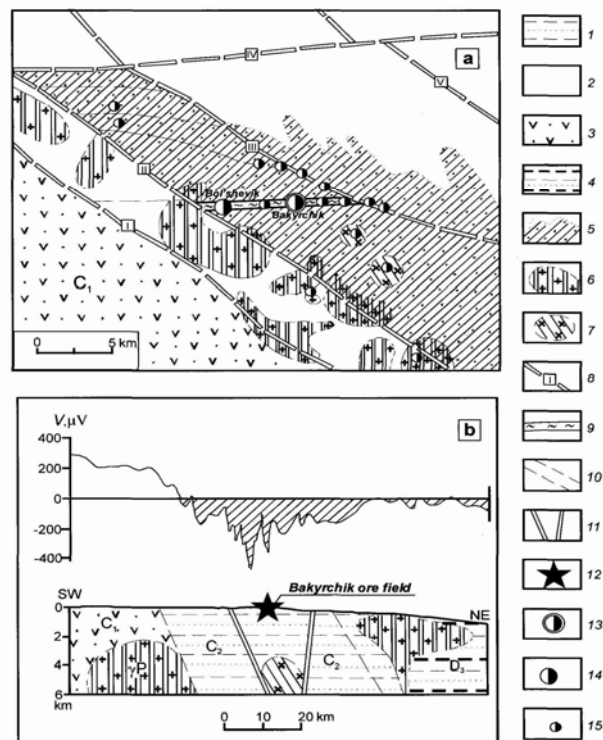 a
IV
V
III
II
Bol'shevik
Bakyrchik
I
C₁
0 5 km
V,μV
b
400
200
0
-200
-400
Bakyrchik ore field
SW
NE
0
2
4
6
km
C₁
C₂
C₂
D₃
γP
0 10 20 km
1
2
3
4
5
6
7
I
8
9
10
11
12
13
14
15